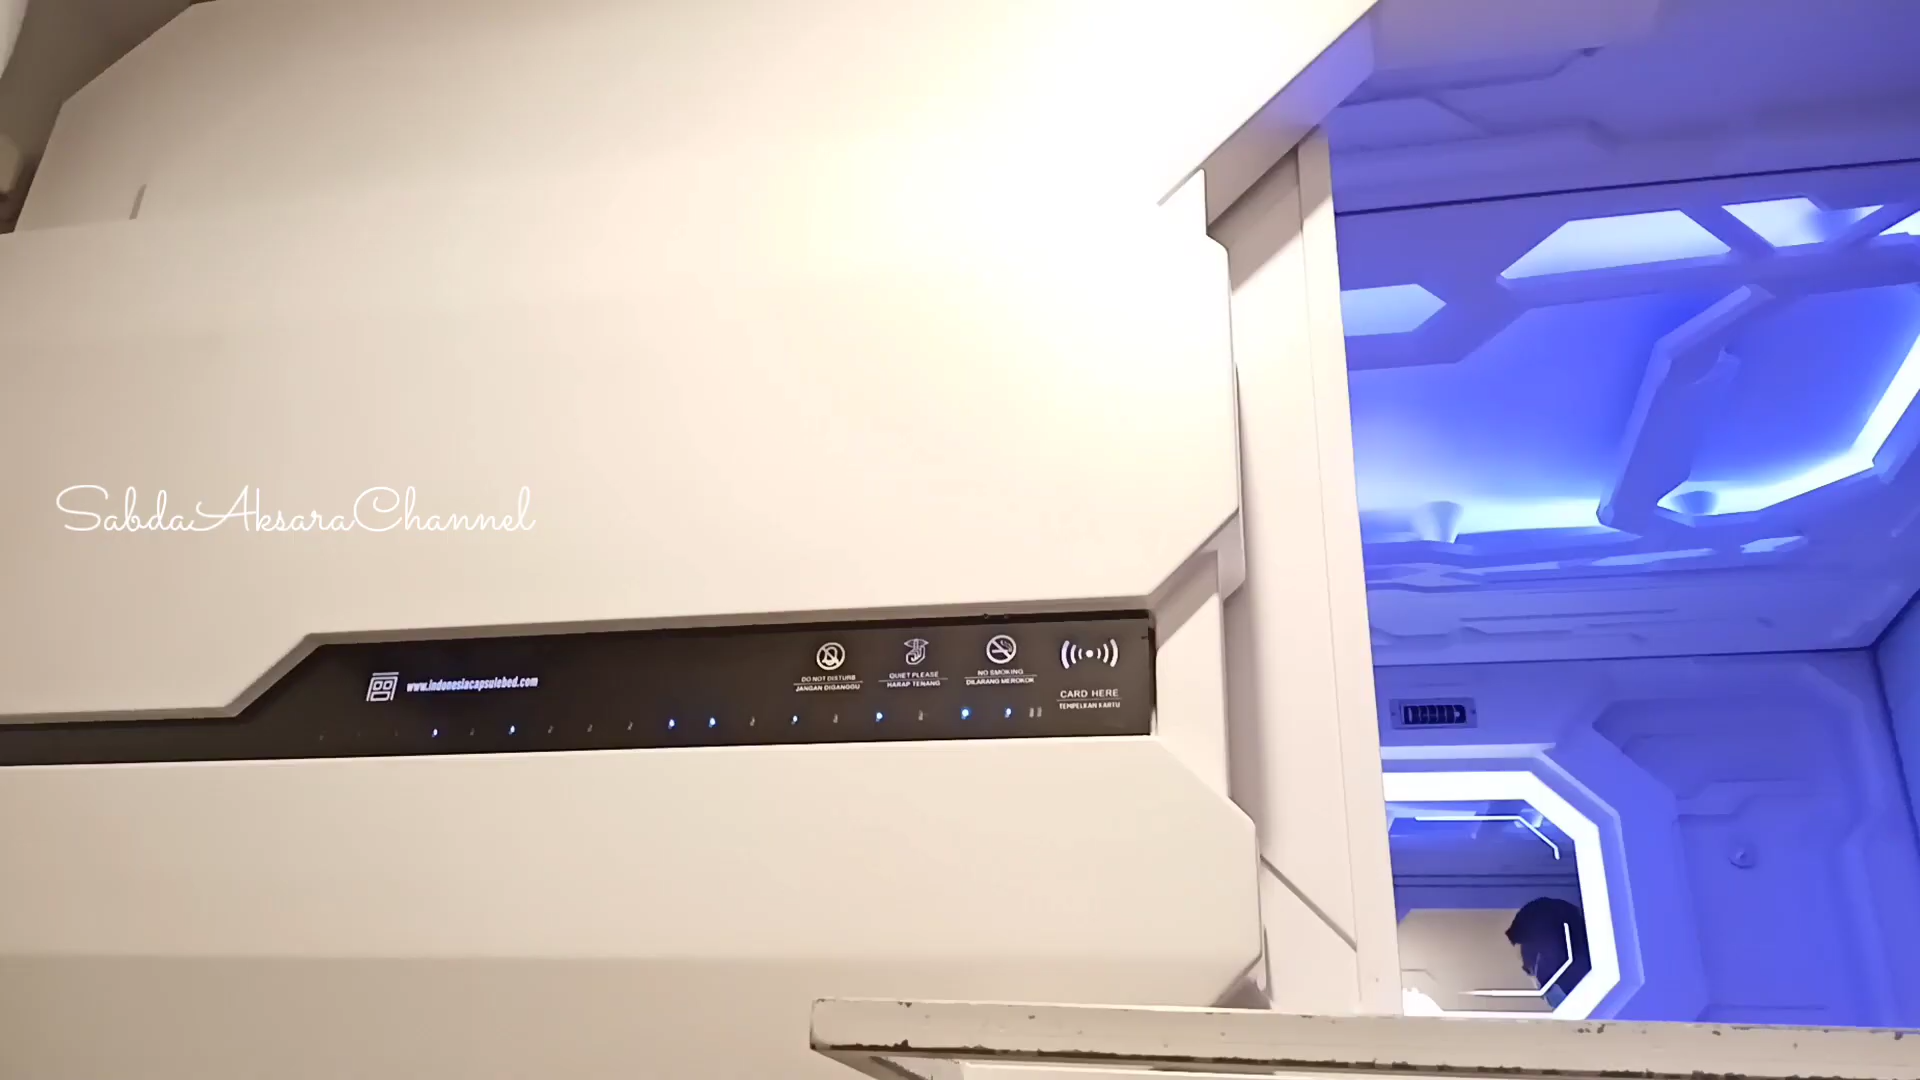 SabdaAksaraChannel
www.indonesiacapsulebed.com
DO NOT DISTURB
JANGAN DIGANGGU
QUIET PLEASE
HARAP TENANG
NO SMOKING
DILARANG MEROKOK
CARD HERE
TEMPELKAN KARTU